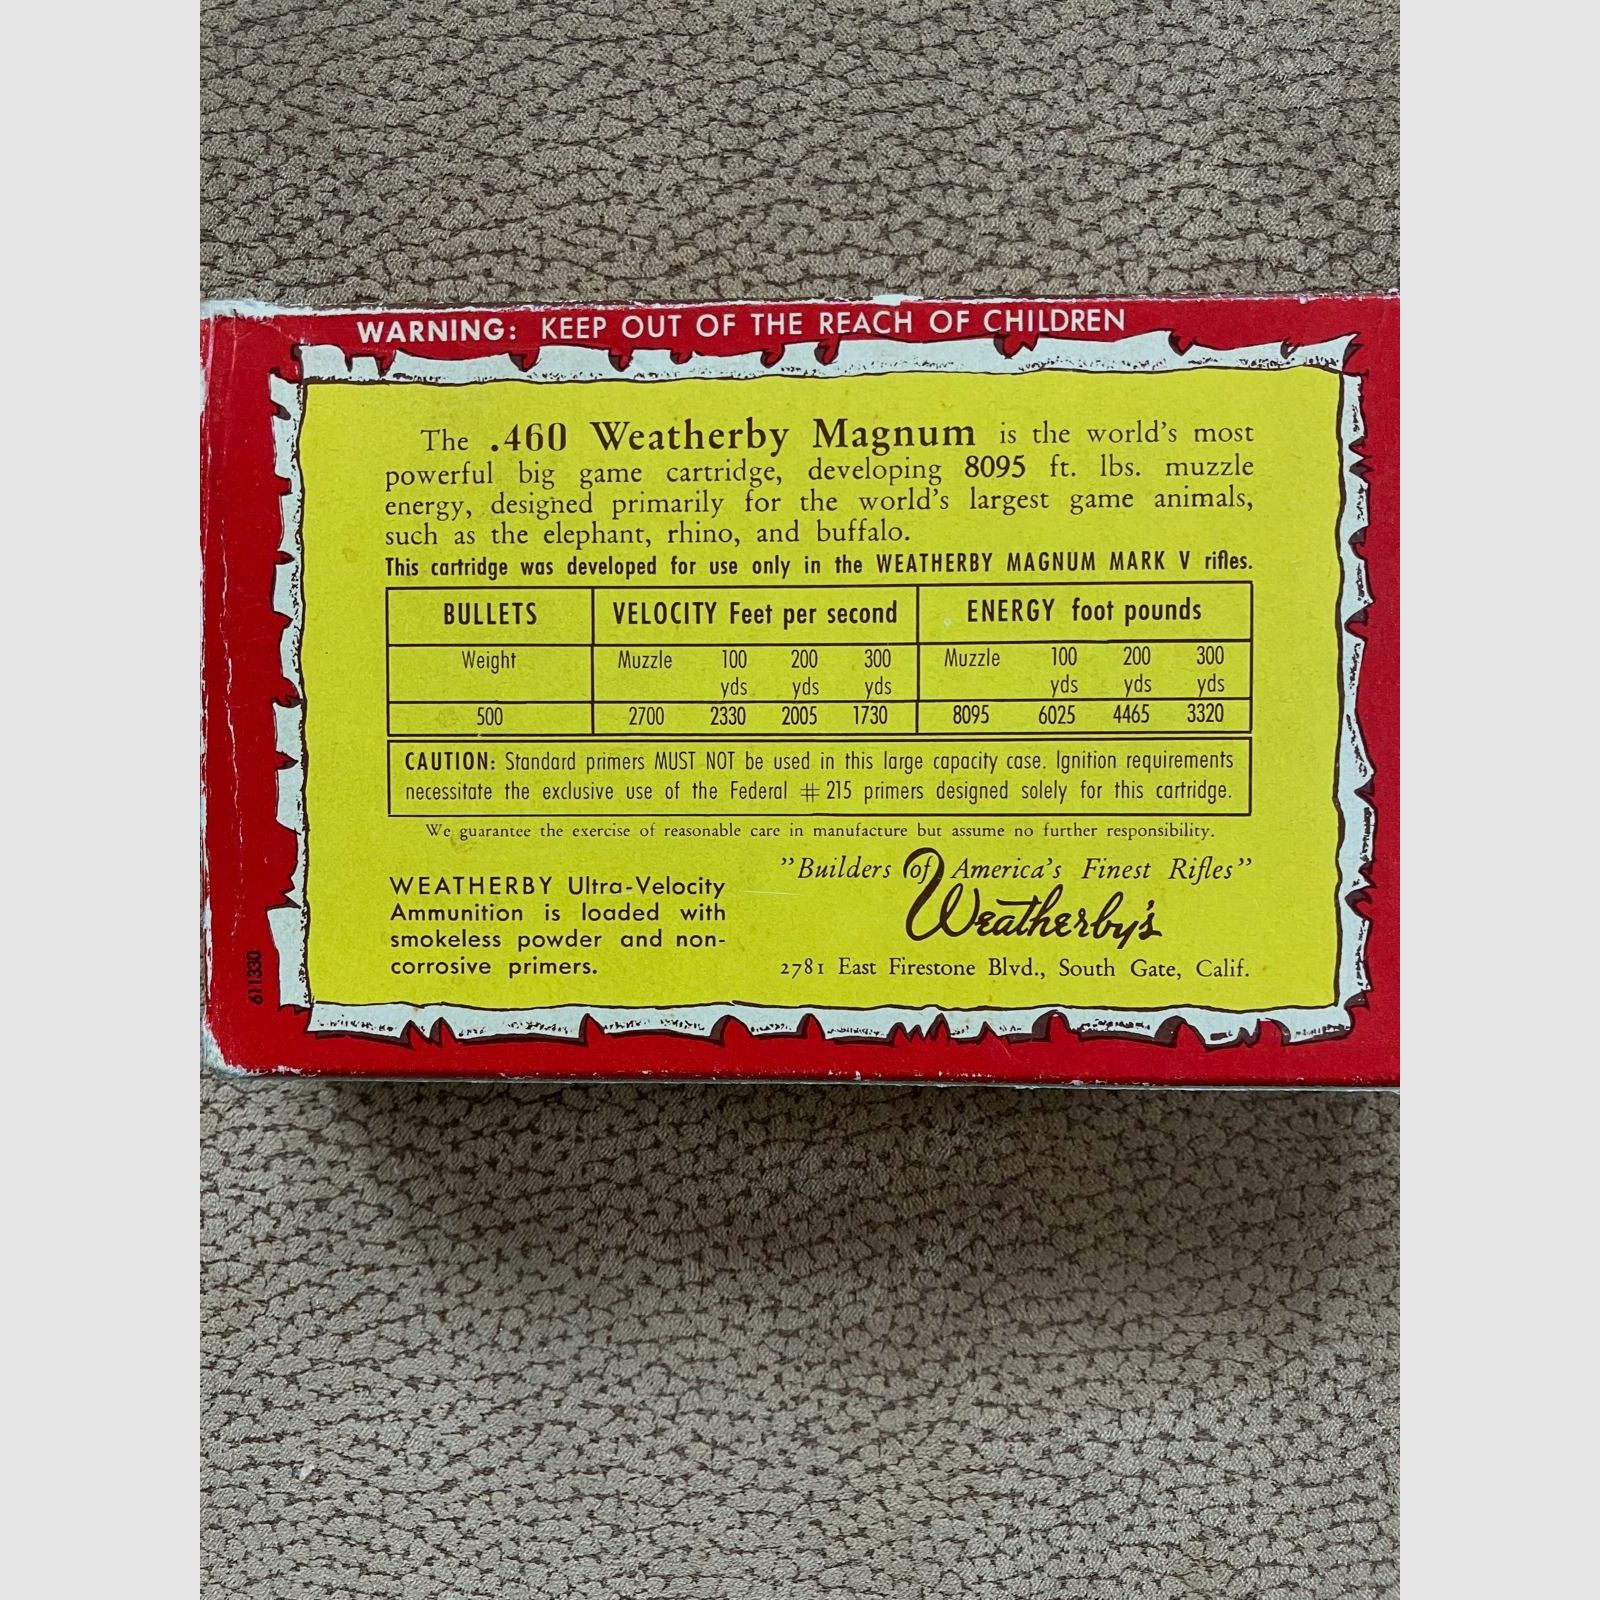 WARNING: KEEP OUT OF THE REACH OF CHILDREN
The .460 Weatherby Magnum is the world's most
powerful big game cartridge, developing 8095 ft. lbs. muzzle
energy, designed primarily for the world's largest game animals,
such as the elephant, rhino, and buffalo.
This cartridge was developed for use only in the WEATHERBY MAGNUM MARK V rifles.
BULLETS VELOCITY Feet per second ENERGY foot pounds
Weight Muzzle 100 200 300 Muzzle 100 200 300
yds yds yds yds yds yds
500 2700 2330 2005 1730 8095 6025 4465 3320
CAUTION: Standard primers MUST NOT be used in this large capacity case. Ignition requirements
necessitate the exclusive use of the Federal # 215 primers designed solely for this cartridge.
We guarantee the exercise of reasonable care in manufacture but assume no further responsibility.
WEATHERBY Ultra-Velocity
Ammunition is loaded with
smokeless powder and non-
corrosive primers.
"Builders of America's Finest Rifles"
Weatherby's
2781 East Firestone Blvd., South Gate, Calif.
611330